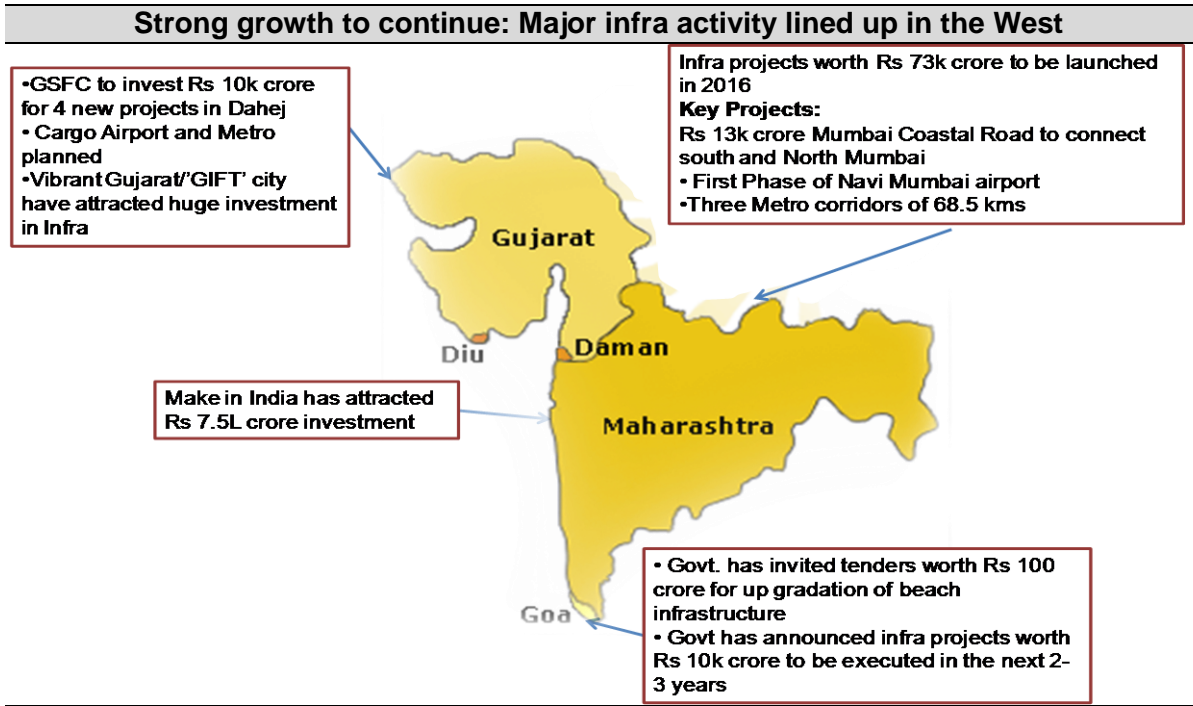 Strong growth to continue: Major infra activity lined up in the West
•GSFC to invest Rs 10k crore
for 4 new projects in Dahej
• Cargo Airport and Metro
planned
•Vibrant Gujarat/'GIFT' city
have attracted huge investment
in Infra
Infra projects worth Rs 73k crore to be launched
in 2016
Key Projects:
Rs 13k crore Mumbai Coastal Road to connect
south and North Mumbai
• First Phase of Navi Mumbai airport
•Three Metro corridors of 68.5 kms
Gujarat
Diu
Daman
Make in India has attracted
Rs 7.5L crore investment
Maharashtra
Goa
• Govt. has invited tenders worth Rs 100
crore for up gradation of beach
infrastructure
• Govt has announced infra projects worth
Rs 10k crore to be executed in the next 2-
3 years